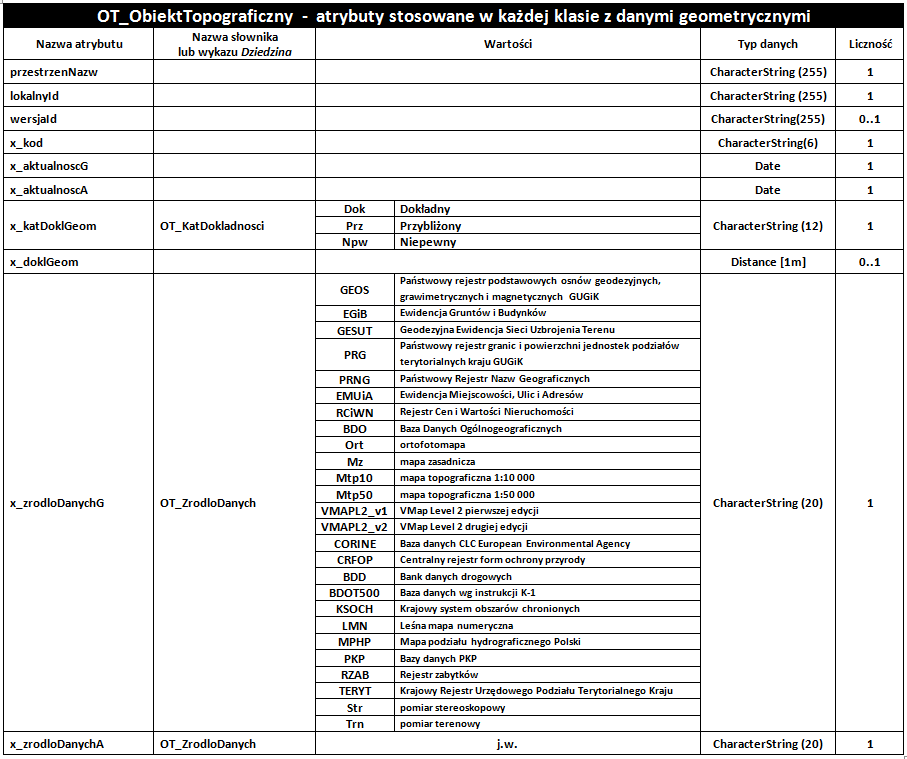 OT_ObiektTopograficzny - atrybuty stosowane w każdej klasie z danymi geometrycznymi
Nazwa atrybutu
Nazwa słownika
lub wykazu Dziedzina
Wartości
Typ danych
Liczność
przestrzenNazw
CharacterString (255)
1
lokalnyId
CharacterString (255)
1
wersjaId
CharacterString(255)
0..1
x_kod
CharacterString(6)
1
x_aktualnoscG
Date
1
x_aktualnoscA
Date
1
x_katDoklGeom
OT_KatDokladnosci
Dok
Dokładny
Prz
Przybliżony
Npw
Niepewny
CharacterString (12)
1
x_doklGeom
Distance [1m]
0..1
x_zrodloDanychG
OT_ZrodloDanych
GEOS
Państwowy rejestr podstawowych osnów geodezyjnych,
grawimetrycznych i magnetycznych GUGiK
EGiB
Ewidencja Gruntów i Budynków
GESUT
Geodezyjna Ewidencja Sieci Uzbrojenia Terenu
PRG
Państwowy rejestr granic i powierzchni jednostek podziałów
terytorialnych kraju GUGiK
PRNG
Państwowy Rejestr Nazw Geograficznych
EMUiA
Ewidencja Miejscowości, Ulic i Adresów
RCiWN
Rejestr Cen i Wartości Nieruchomości
BDO
Baza Danych Ogólnogeograficznych
Ort
ortofotomapa
Mz
mapa zasadnicza
Mtp10
mapa topograficzna 1:10 000
Mtp50
mapa topograficzna 1:50 000
VMAPL2_v1
VMap Level 2 pierwszej edycji
VMAPL2_v2
VMap Level 2 drugiej edycji
CORINE
Baza danych CLC European Environmental Agency
CRFOP
Centralny rejestr form ochrony przyrody
BDD
Bank danych drogowych
BDOT500
Baza danych wg instrukcji K-1
KSOCH
Krajowy system obszarów chronionych
LMN
Leśna mapa numeryczna
MPHP
Mapa podziału hydrograficznego Polski
PKP
Bazy danych PKP
RZAB
Rejestr zabytków
TERYT
Krajowy Rejestr Urzędowego Podziału Terytorialnego Kraju
Str
pomiar stereoskopowy
Trn
pomiar terenowy
CharacterString (20)
1
x_zrodloDanychA
OT_ZrodloDanych
j.w.
CharacterString (20)
1